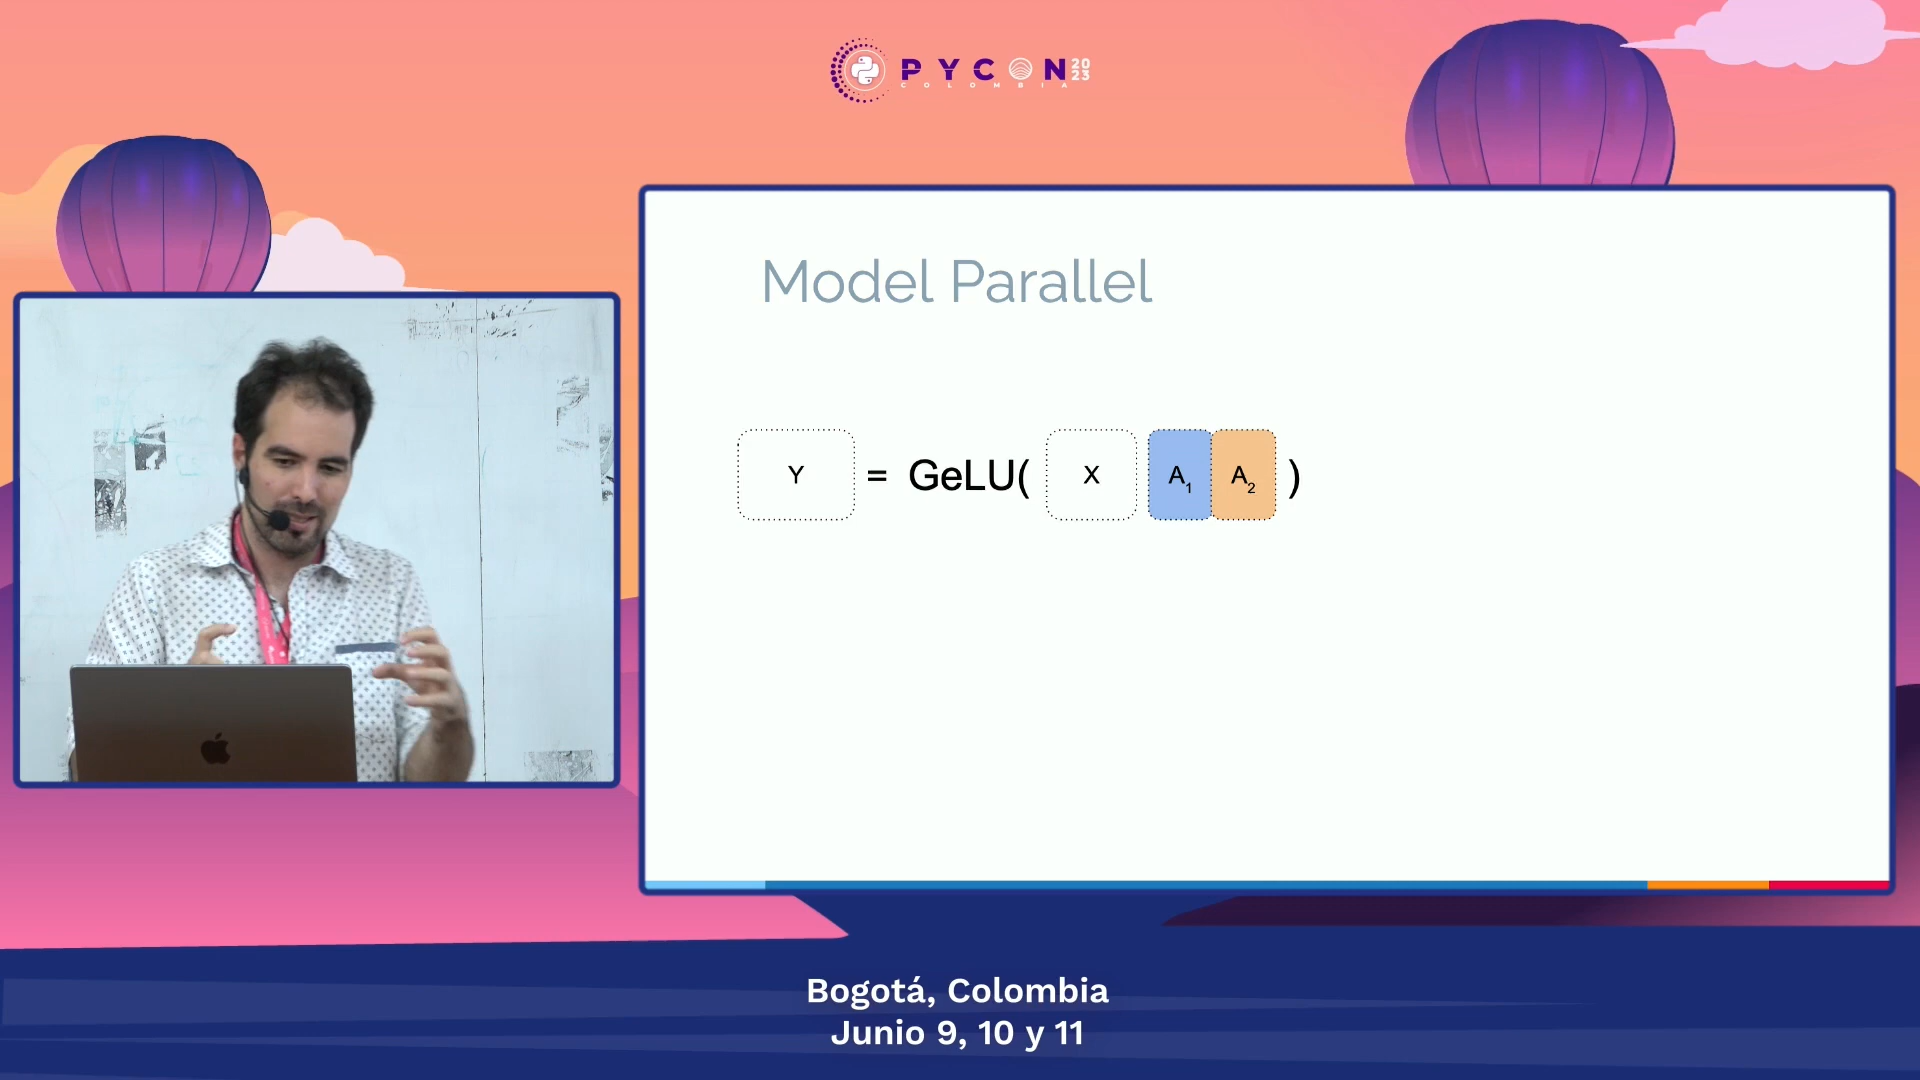 PYCON 2023
COLOMBIA
Model Parallel
Y = GeLU( X A₁ A₂ )
Bogotá, Colombia
Junio 9, 10 y 11